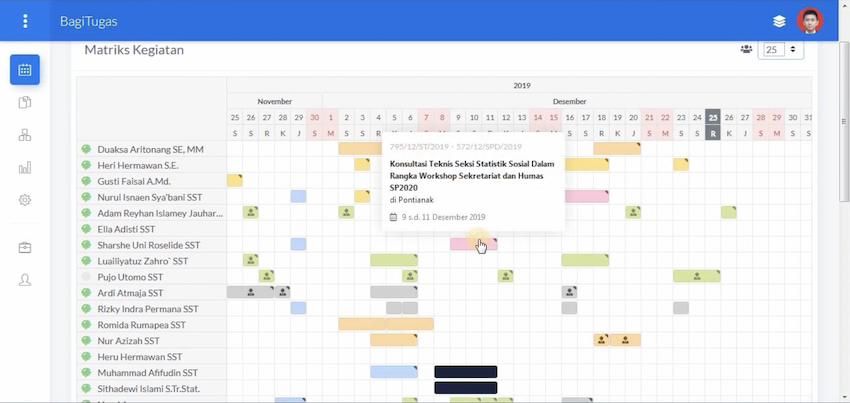 BagiTugas
Matriks Kegiatan
25
2019
November
Desember
25 26 27 28 29 30 1 2 3 4 5 6 7 8 9 10 11 12 13 14 15 16 17 18 19 20 21 22 23 24 25 26 27 28 29 30 31
S S R K J S M S S R K J S M S S R K J S M S S R K J S M S S R K J S M S S
795/12/ST/2019 - 572/12/SPD/2019
Konsultasi Teknis Seksi Statistik Sosial Dalam
Rangka Workshop Sekretariat dan Humas
SP2020
di Pontianak
9 s.d. 11 Desember 2019
Duaksa Aritonang SE, MM
Heri Hermawan S.E.
Gusti Faisal A.Md.
Nurul Isnaen Sya'bani SST
Adam Reyhan Islamey Jauhar...
Ella Adisti SST
Sharshe Uni Roselide SST
Luailiyatuz Zahro` SST
Pujo Utomo SST
Ardi Atmaja SST
Rizky Indra Permana SST
Romida Rumapea SST
Nur Azizah SST
Heru Hermawan SST
Muhammad Afifudin SST
Sithadewi Islami S.Tr.Stat.